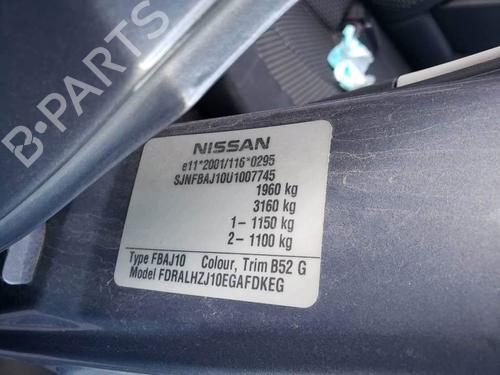 B-PARTS
NISSAN
e11*2001/116*0295
SJNFBAJ10U1007745
1960 kg
3160 kg
1- 1150 kg
2- 1100 kg
Type FBAJ10 Colour, Trim B52 G
Model FDRALHZJ10EGAFDKEG